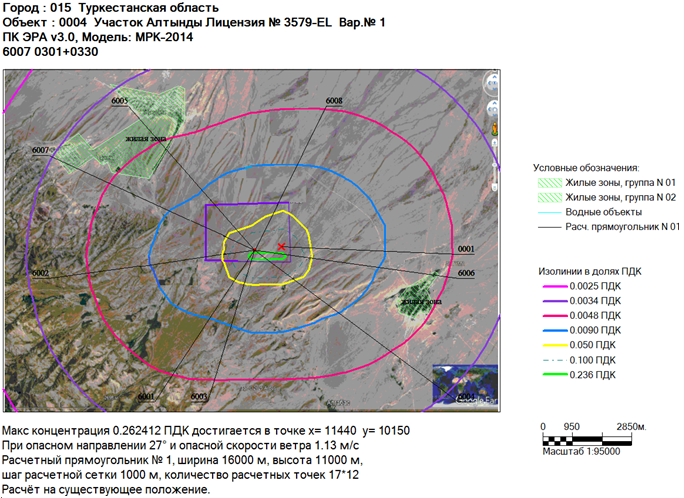 Город : 015 Туркестанская область
Объект : 0004 Участок Алтынды Лицензия № 3579-EL Вар.№ 1
ПК ЭРА v3.0, Модель: МРК-2014
6007 0301+0330
6005
6008
жилая зона
6007
0001
6002
6006
жилая зона
6001
6003
6004
Условные обозначения:
Жилые зоны, группа N 01
Жилые зоны, группа N 02
Водные объекты
Расч. прямоугольник N 01
Изолинии в долях ПДК
0.0025 ПДК
0.0034 ПДК
0.0048 ПДК
0.0090 ПДК
0.050 ПДК
0.100 ПДК
0.236 ПДК
Макс концентрация 0.262412 ПДК достигается в точке x= 11440 y= 10150
При опасном направлении 27° и опасной скорости ветра 1.13 м/с
Расчетный прямоугольник № 1, ширина 16000 м, высота 11000 м,
шаг расчетной сетки 1000 м, количество расчетных точек 17*12
Расчёт на существующее положение.
0 950 2850м.
Масштаб 1:95000